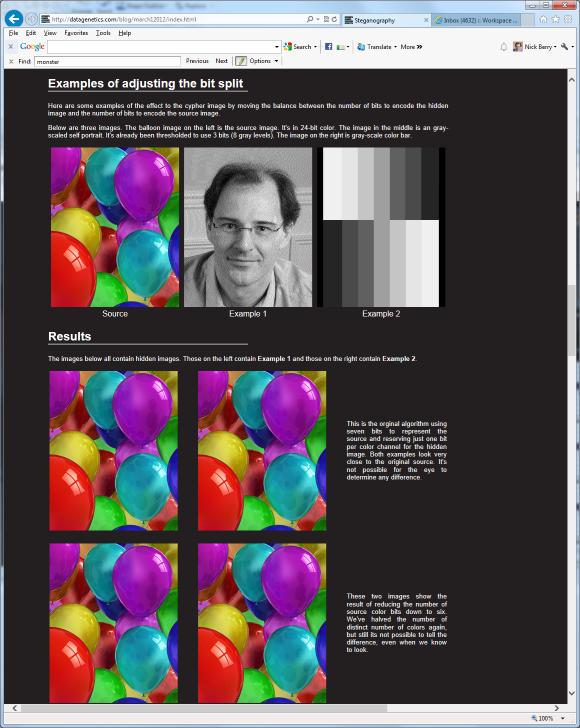 http://datagenetics.com/blog/march12012/index.html
Steganography
Inbox (4632) :: Workspace ...
File Edit View Favorites Tools Help
Google
Search
Translate
More »
Nick Berry
Find: monster
Previous Next
Options
Examples of adjusting the bit split
Here are some examples of the effect to the cypher image by moving the balance between the number of bits to encode the hidden
image and the number of bits to encode the source image.
Below are three images. The balloon image on the left is the source image. It's in 24-bit color. The image in the middle is an gray-
scaled self portrait. It's already been thresholded to use 3 bits (8 gray levels). The image on the right is gray-scale color bar.
Source
Example 1
Example 2
Results
The images below all contain hidden images. Those on the left contain Example 1 and those on the right contain Example 2.
This is the orginal algorithm using
seven bits to represent the
source and reserving just one bit
per color channel for the hidden
image. Both examples look very
close to the original source. It's
not possible for the eye to
determine any difference.
These two images show the
result of reducing the number of
source color bits down to six.
We've halved the number of
distinct number of colors again,
but still its not possible to tell the
difference, even when we know
to look.
100%